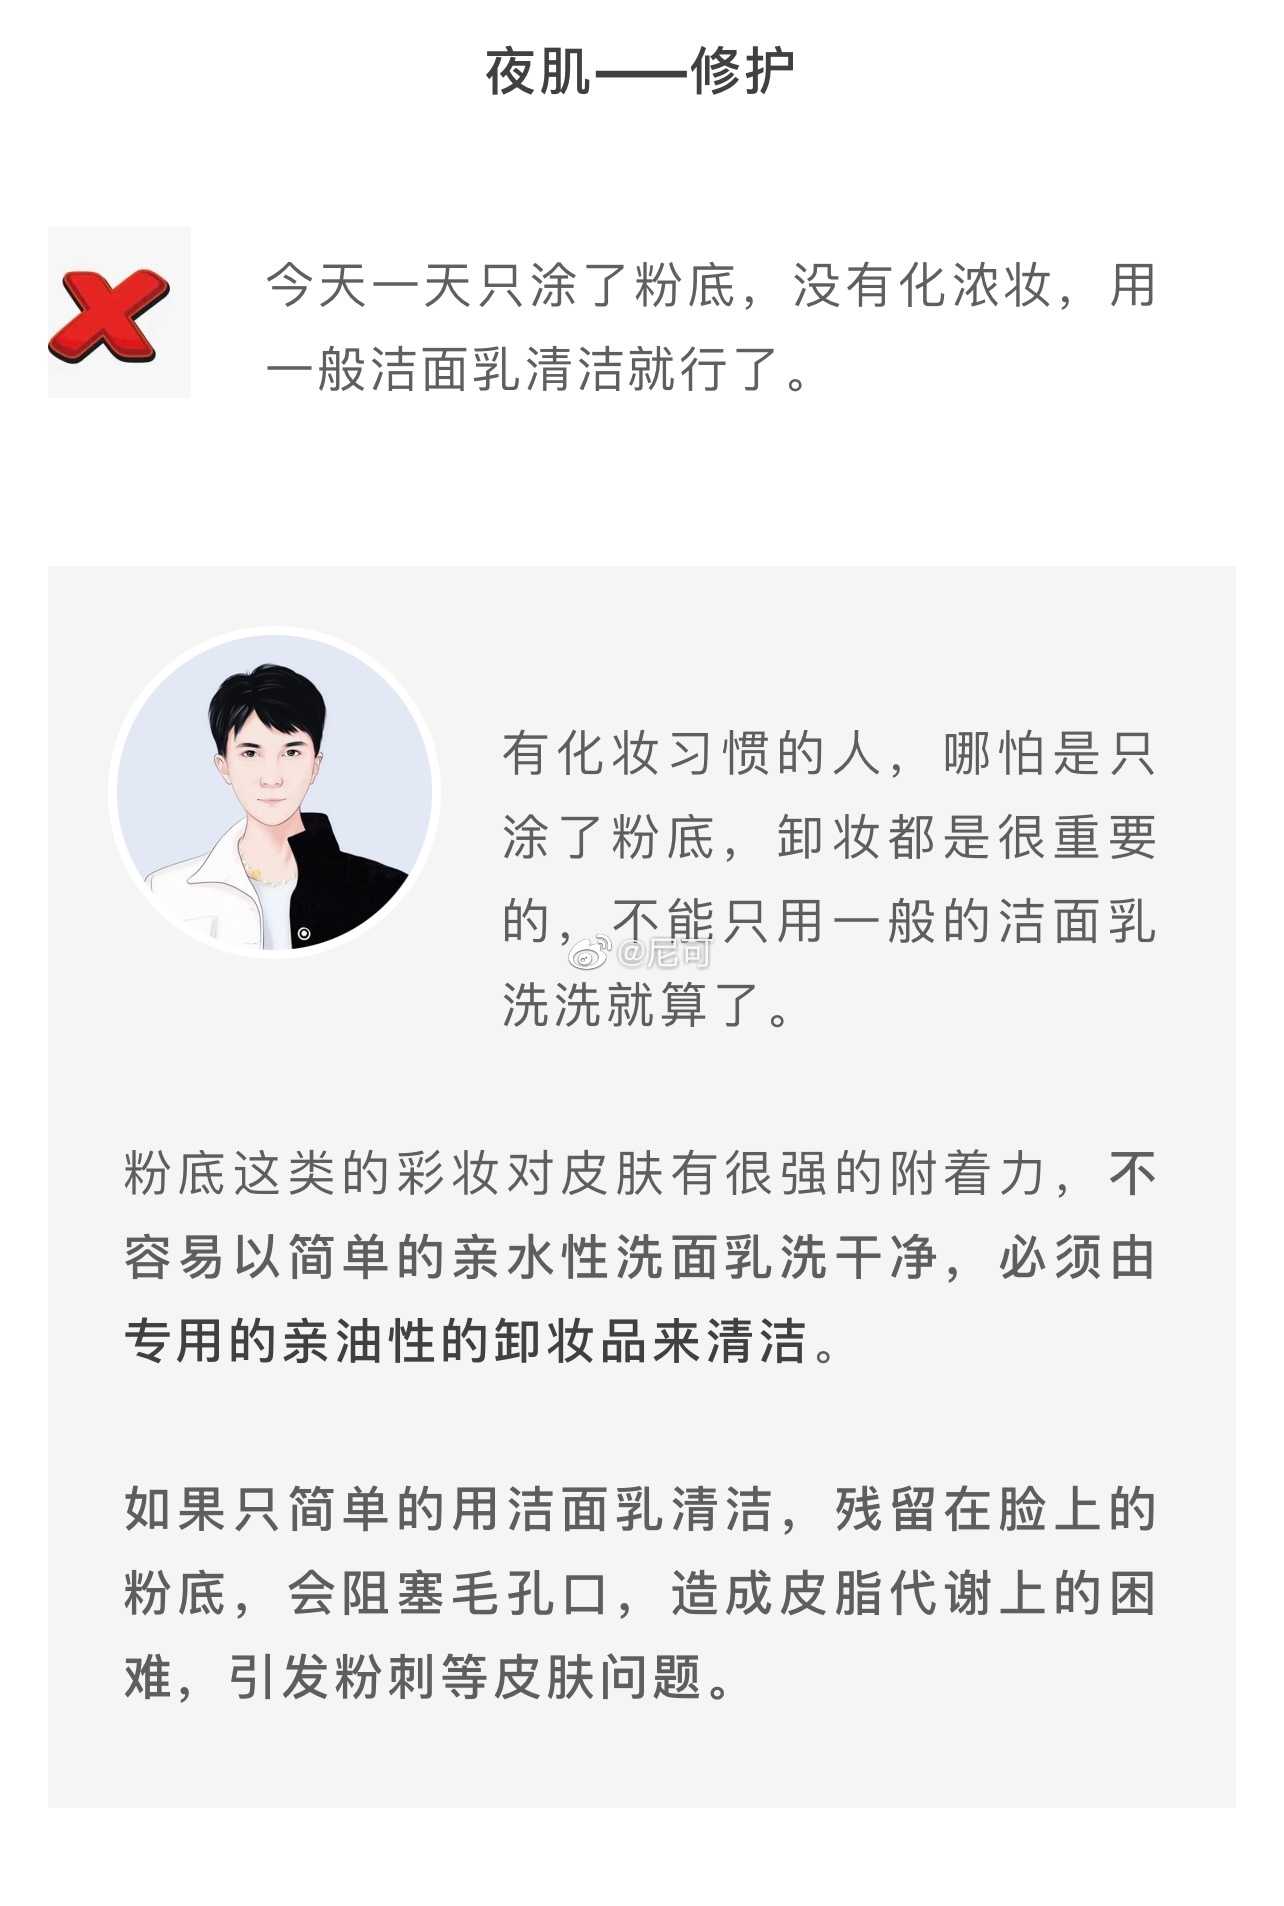 夜肌——修护
今天一天只涂了粉底，没有化浓妆，用
一般洁面乳清洁就行了。
有化妆习惯的人，哪怕是只
涂了粉底，卸妆都是很重要
的，不能只用一般的洁面乳
@尼可
洗洗就算了。
粉底这类的彩妆对皮肤有很强的附着力，不
容易以简单的亲水性洗面乳洗干净，必须由
专用的亲油性的卸妆品来清洁。
如果只简单的用洁面乳清洁，残留在脸上的
粉底，会阻塞毛孔口，造成皮脂代谢上的困
难，引发粉刺等皮肤问题。